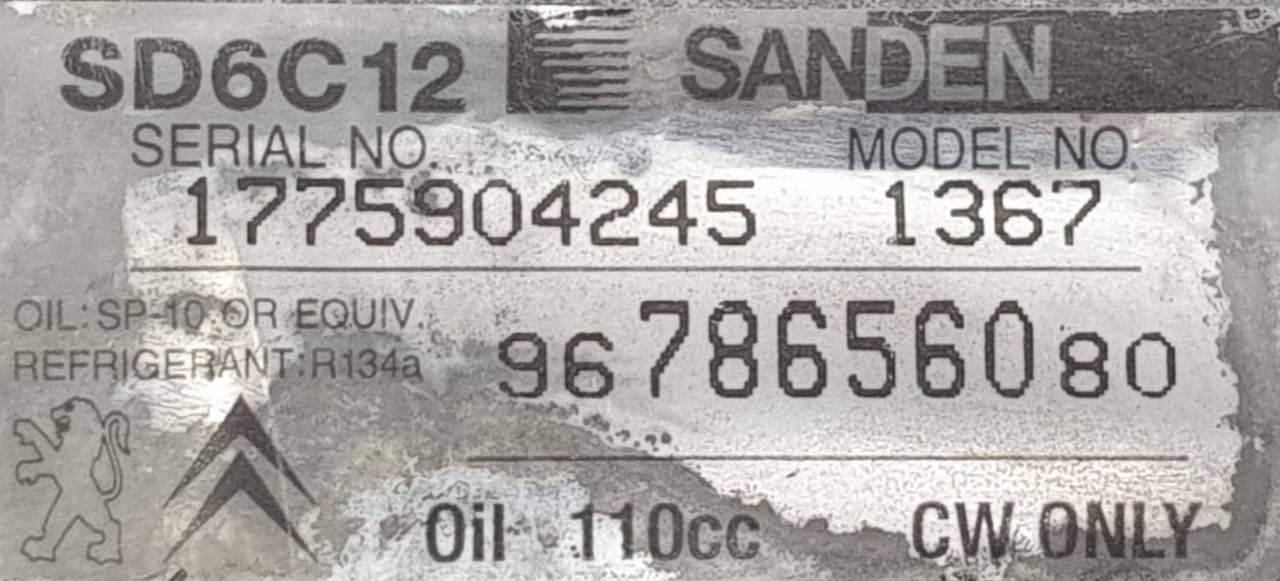 SD6C12 SANDEN
SERIAL NO. MODEL NO.
1775904245 1367
OIL:SP-10 OR EQUIV.
REFRIGERANT:R134a
9678656080
Oil 110cc CW ONLY